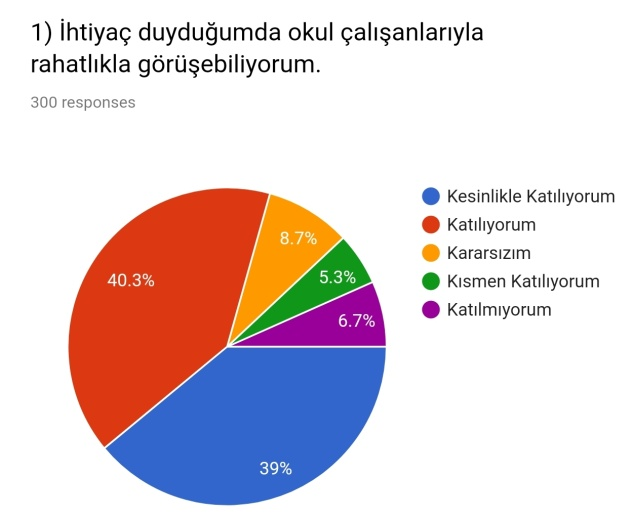 1) İhtiyaç duyduğumda okul çalışanlarıyla
rahatlıkla görüşebiliyorum.
300 responses
Kesinlikle Katılıyorum
Katılıyorum
Kararsızım
Kısmen Katılıyorum
Katılmıyorum
8.7%
5.3%
6.7%
40.3%
39%